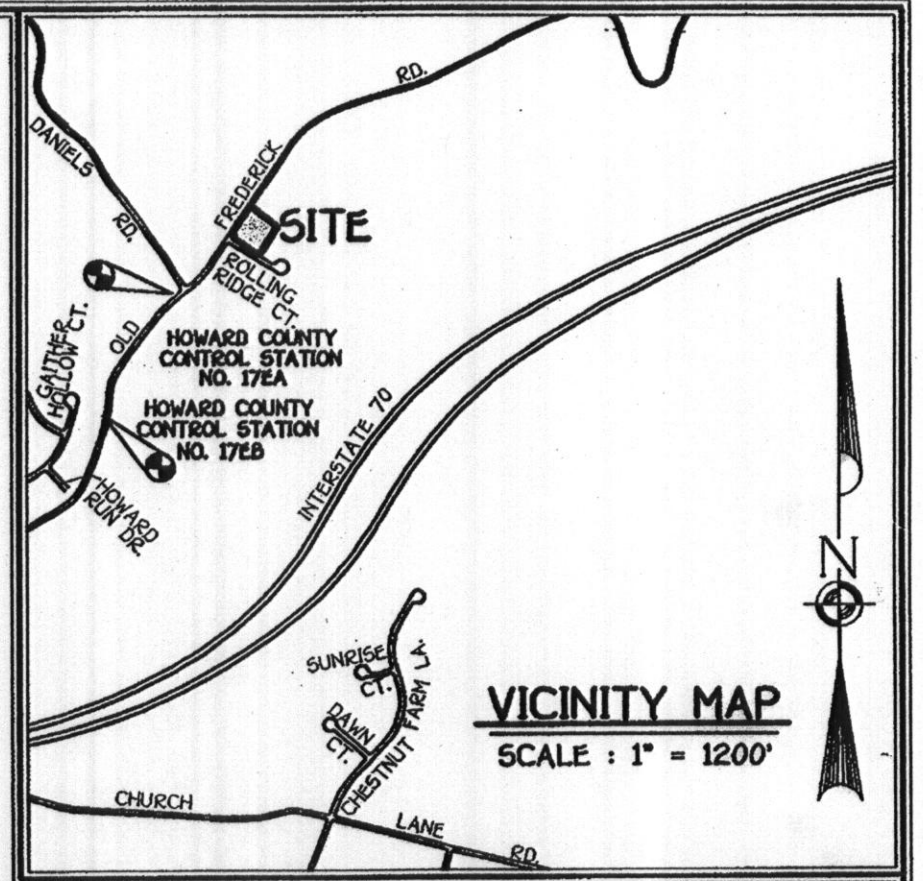 RD.
DANIELS
RD.
FREDERICK
SITE
ROLLING
RIDGE CT.
OLD
GAITHER
HOLLOW CT.
HOWARD COUNTY
CONTROL STATION
NO. 17EA
HOWARD COUNTY
CONTROL STATION
NO. 17EB
INTERSTATE 70
HOWARD
RUN DR.
N
SUNRISE
CT.
DAWN
CT.
CHESTNUT FARM LA.
VICINITY MAP
SCALE : 1" = 1200'
CHURCH
LANE
RD.